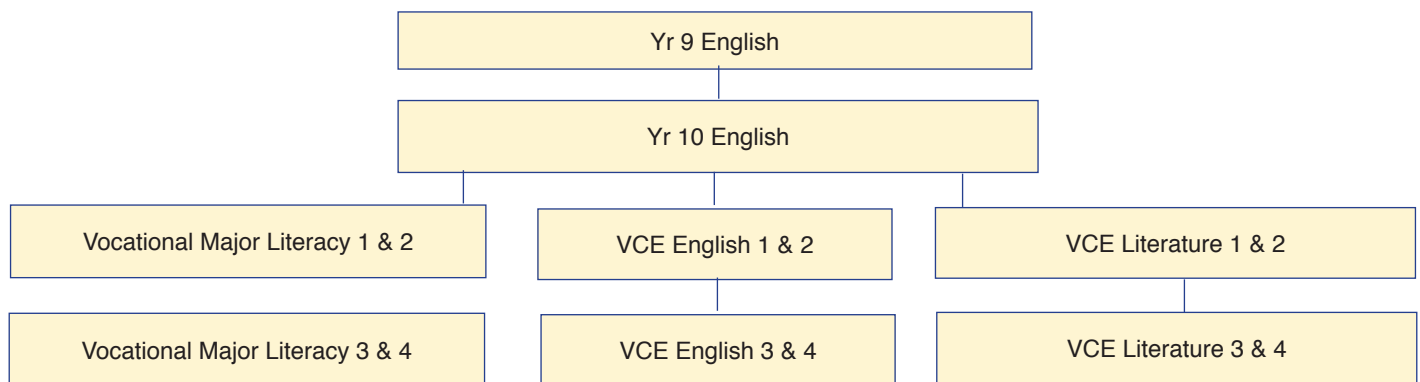 Yr 9 English
Yr 10 English
Vocational Major Literacy 1 & 2
VCE English 1 & 2
VCE Literature 1 & 2
Vocational Major Literacy 3 & 4
VCE English 3 & 4
VCE Literature 3 & 4